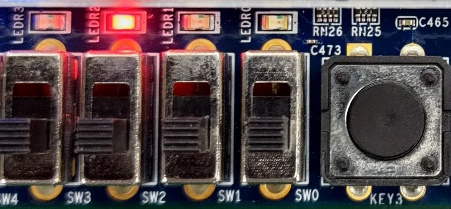 LEDR3 LEDR2 LEDR1 LEDR0 RN26 RN25 C465
C473
SW4 SW3 SW2 SW1 SW0 KEY3